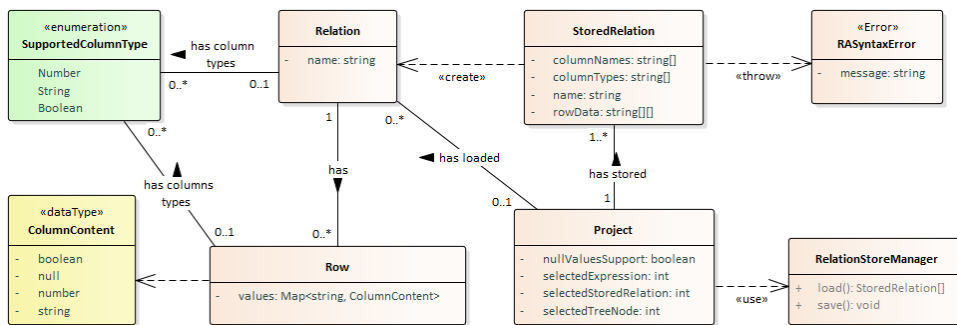 «enumeration»
SupportedColumnType
Number
String
Boolean
has column
types
0..*
0..1
Relation
- name: string
«create»
StoredRelation
- columnNames: string[]
- columnTypes: string[]
- name: string
- rowData: string[][]
«throw»
«Error»
RASyntaxError
- message: string
0..*
has columns
types
0..1
1
has
0..*
0..*
has loaded
0..1
1..*
has stored
1
«dataType»
ColumnContent
- boolean
- null
- number
- string
Row
- values: Map<string, ColumnContent>
Project
- nullValuesSupport: boolean
- selectedExpression: int
- selectedStoredRelation: int
- selectedTreeNode: int
«use»
RelationStoreManager
+ load(): StoredRelation[]
+ save(): void